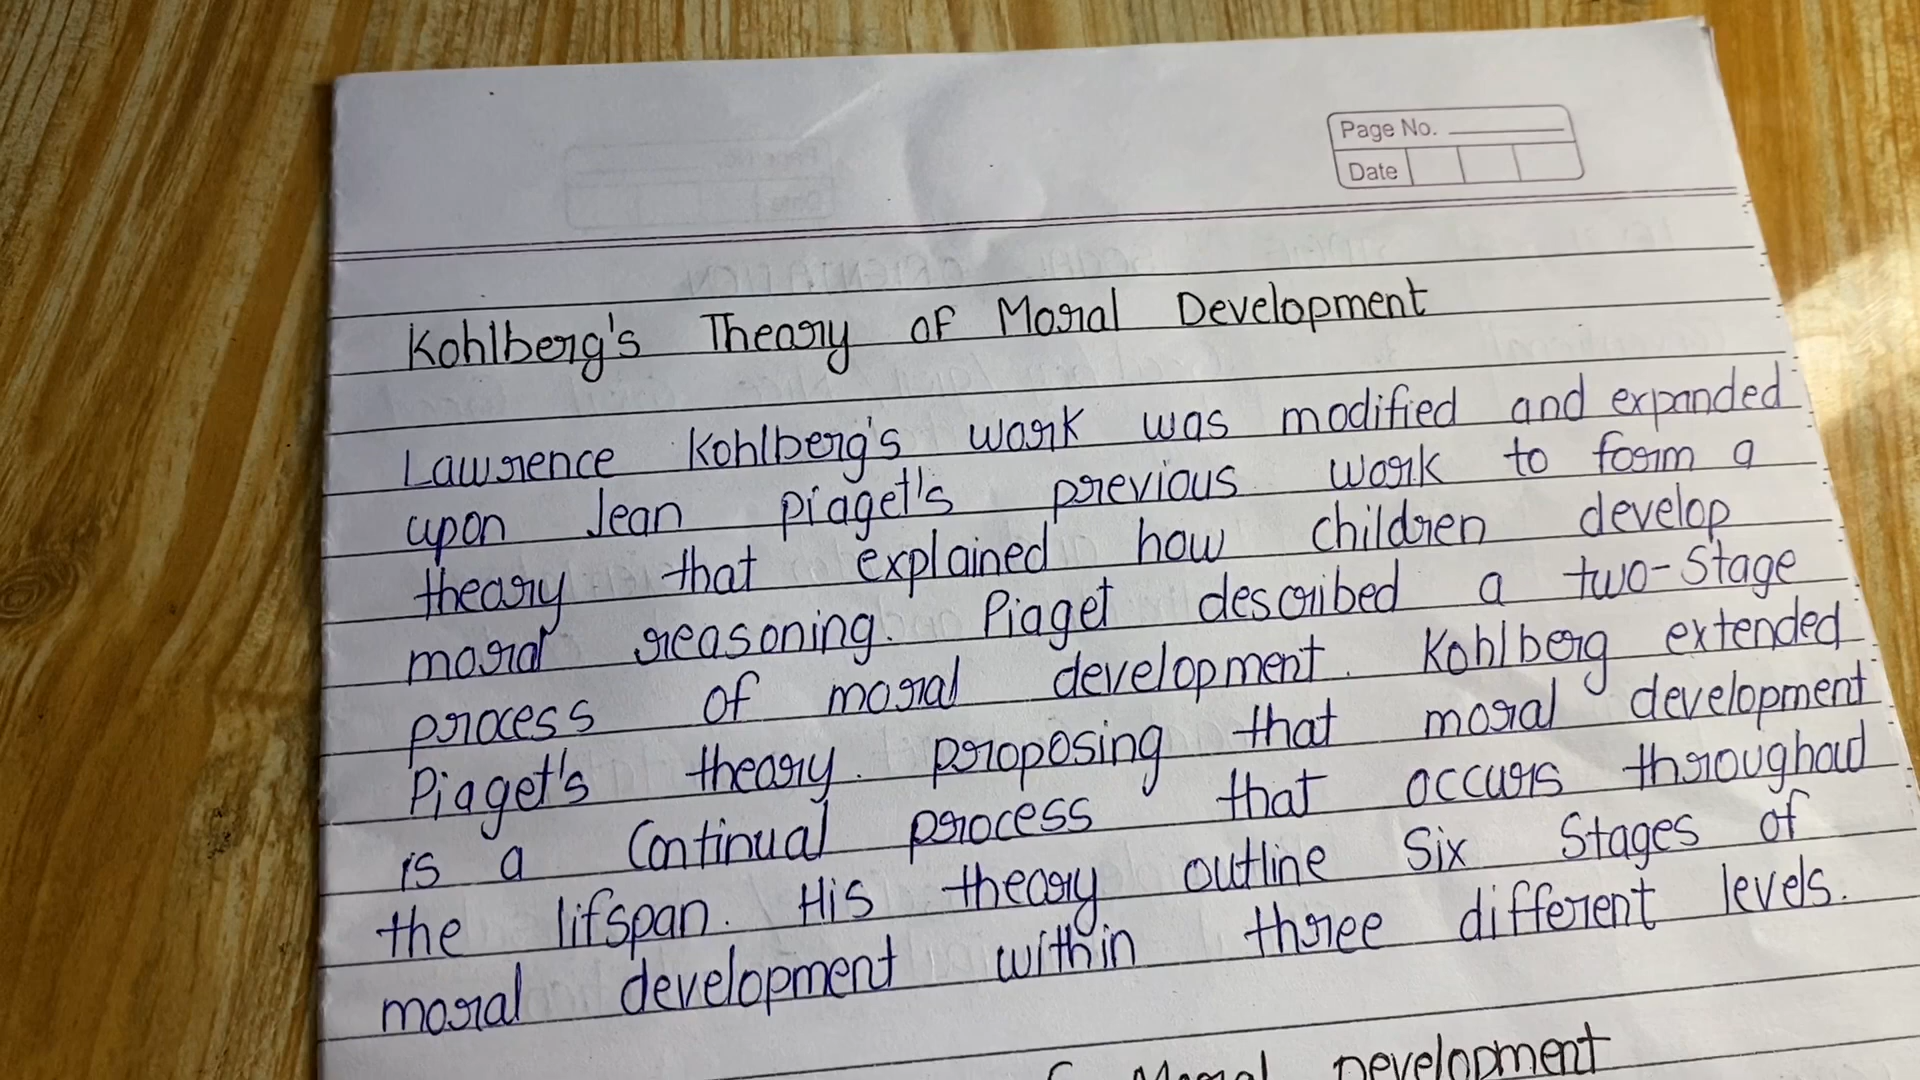 Page No.
Date
Kohlberg's Theory of Moral Development
Lawrence Kohlberg's work was modified and expanded
upon Jean Piaget's previous work to form a
theory that explained how children develop
moral reasoning. Piaget described a two-Stage
process of moral development. Kohlberg extended
Piaget's theory. proposing that moral development
is a Continual process that occurs throughout
the lifspan. His theory outline Six Stages of
moral development within three different levels.
Moral Development